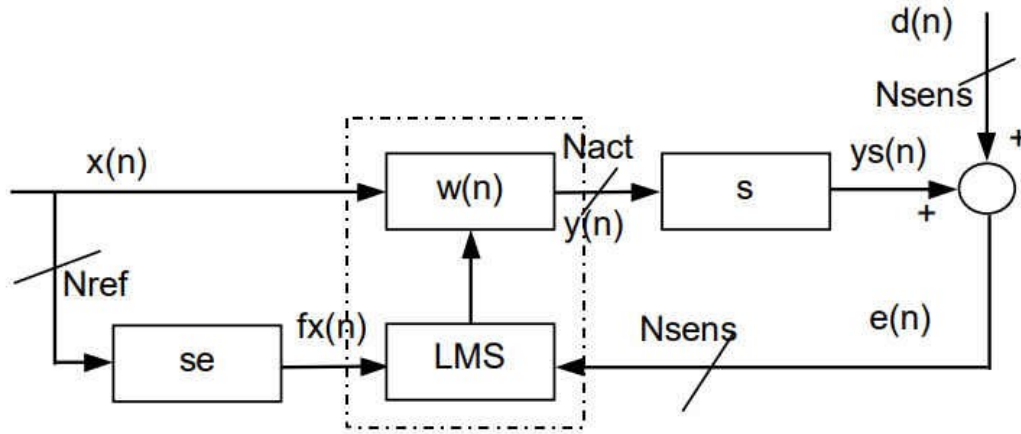 d(n)
Nsens
+
x(n)
Nact
ys(n)
w(n)
s
+
y(n)
Nref
fx(n)
Nsens
e(n)
se
LMS